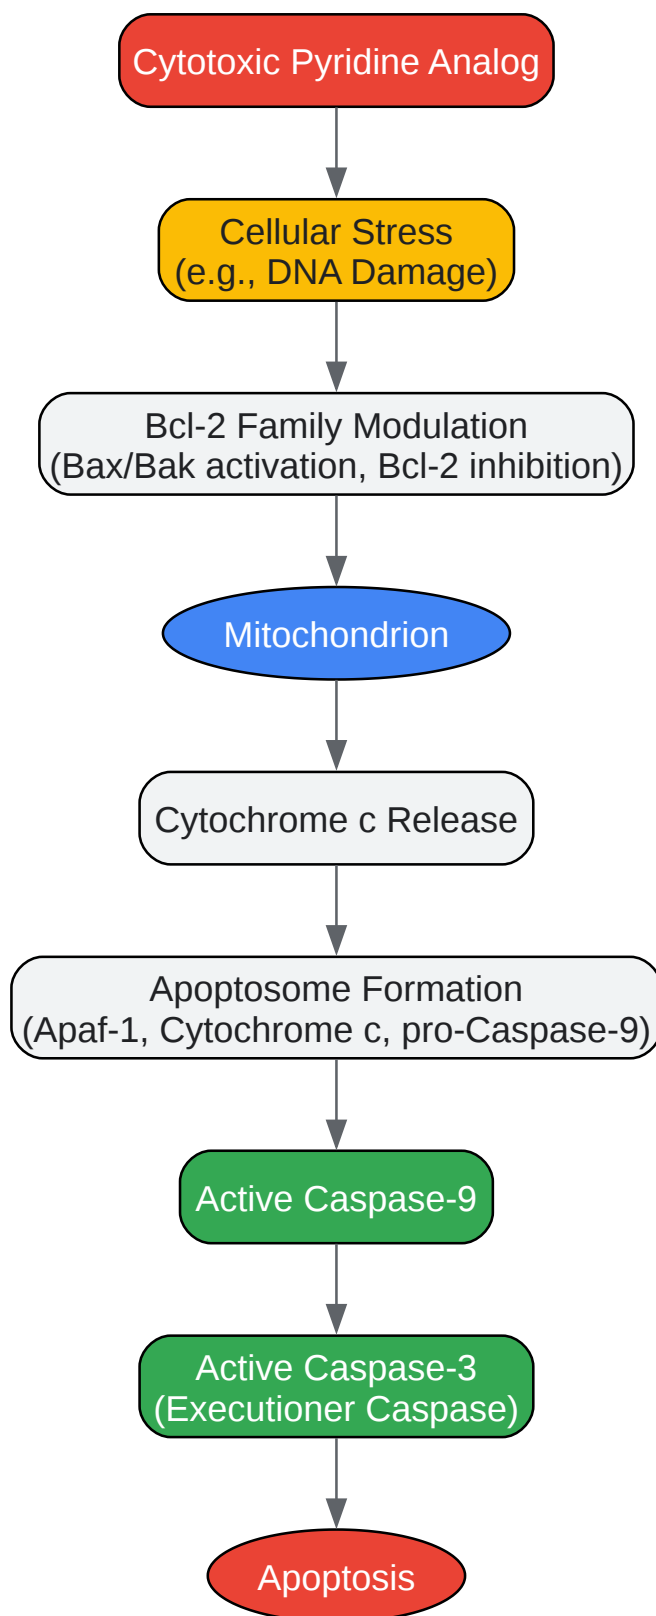 Cytotoxic Pyridine Analog
Cellular Stress
(e.g., DNA Damage)
Bcl-2 Family Modulation
(Bax/Bak activation, Bcl-2 inhibition)
Mitochondrion
Cytochrome c Release
Apoptosome Formation
(Apaf-1, Cytochrome c, pro-Caspase-9)
Active Caspase-9
Active Caspase-3
(Executioner Caspase)
Apoptosis